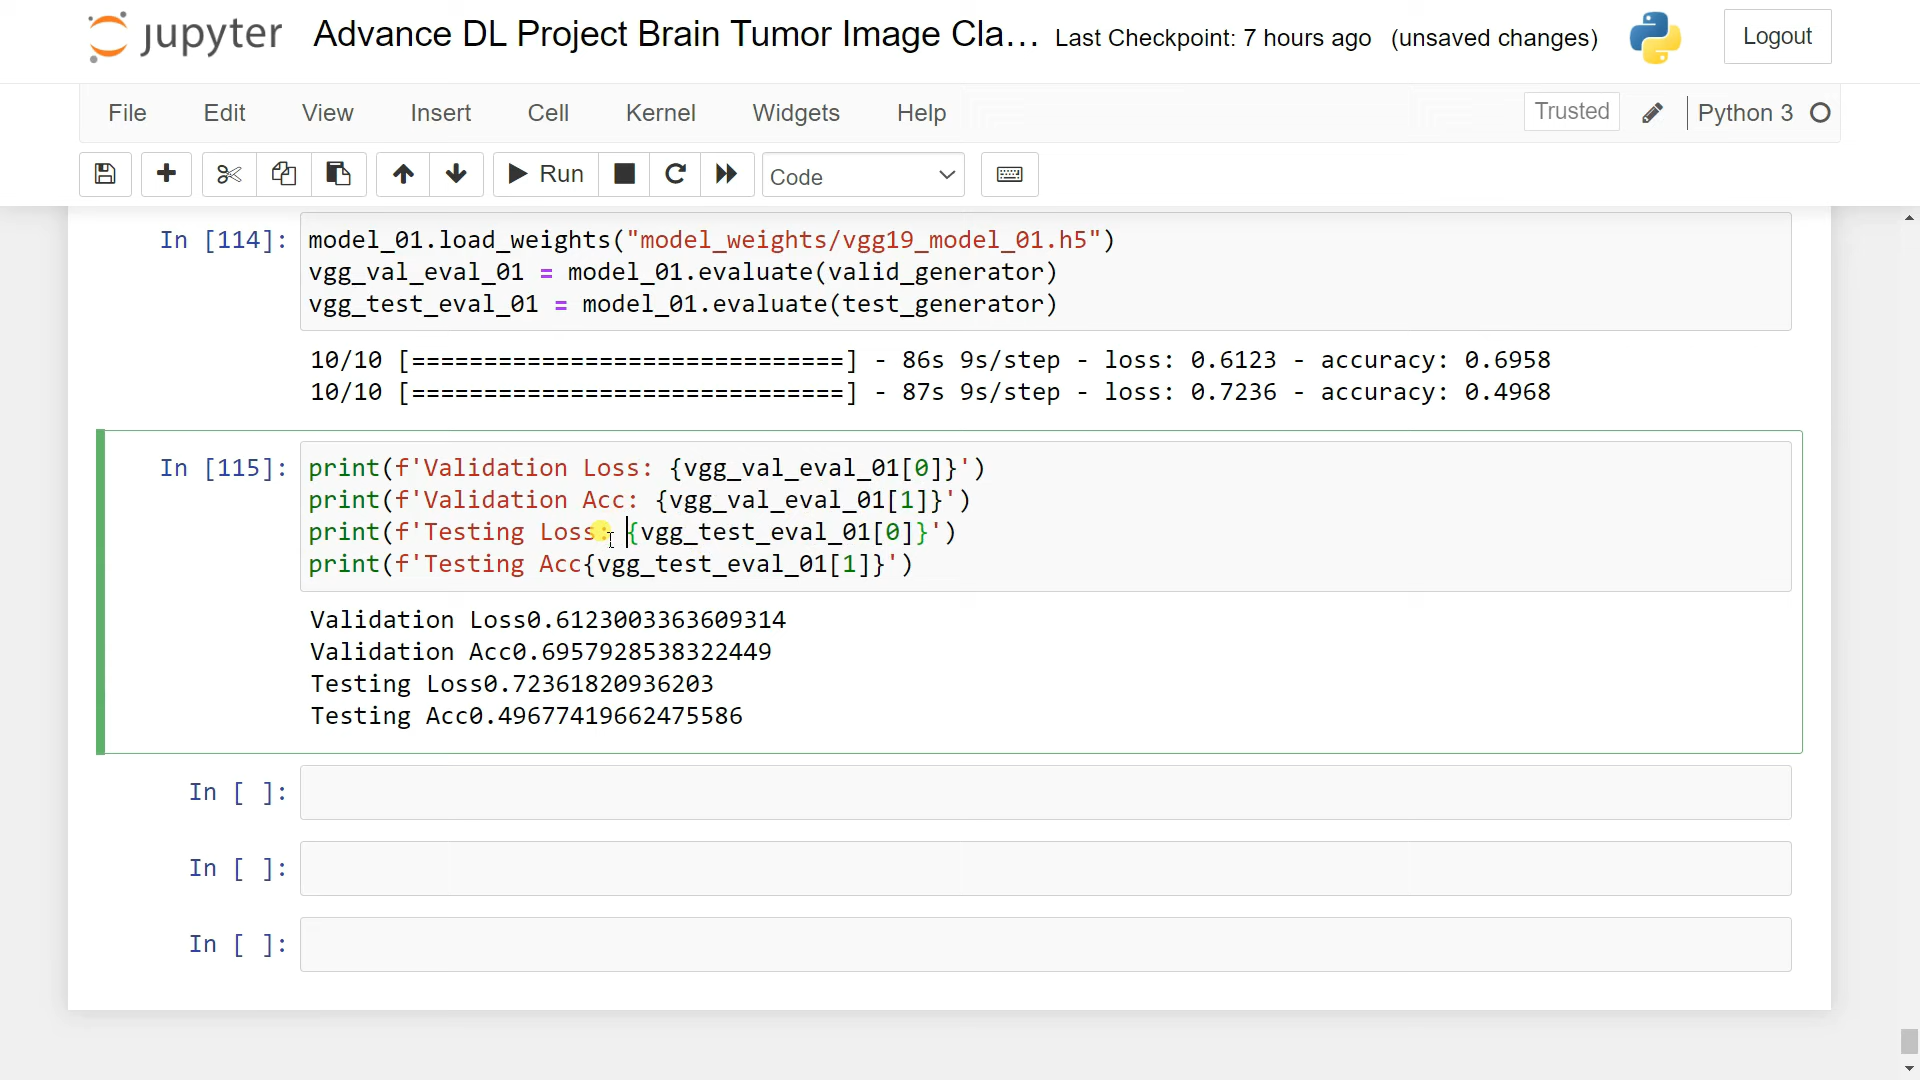 jupyter Advance DL Project Brain Tumor Image Cla... Last Checkpoint: 7 hours ago (unsaved changes) Logout
File Edit View Insert Cell Kernel Widgets Help Trusted Python 3
Run Code
In [114]: model_01.load_weights("model_weights/vgg19_model_01.h5")
vgg_val_eval_01 = model_01.evaluate(valid_generator)
vgg_test_eval_01 = model_01.evaluate(test_generator)
10/10 [==============================] - 86s 9s/step - loss: 0.6123 - accuracy: 0.6958
10/10 [==============================] - 87s 9s/step - loss: 0.7236 - accuracy: 0.4968
In [115]: print(f'Validation Loss: {vgg_val_eval_01[0]}')
print(f'Validation Acc: {vgg_val_eval_01[1]}')
print(f'Testing Loss: {vgg_test_eval_01[0]}')
print(f'Testing Acc{vgg_test_eval_01[1]}')
Validation Loss0.6123003363609314
Validation Acc0.6957928538322449
Testing Loss0.72361820936203
Testing Acc0.49677419662475586
In [ ]:
In [ ]:
In [ ]: